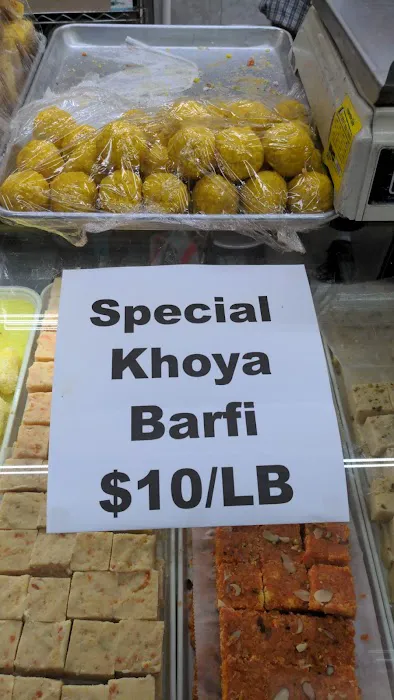 Special
Khoya
Barfi
$10/LB